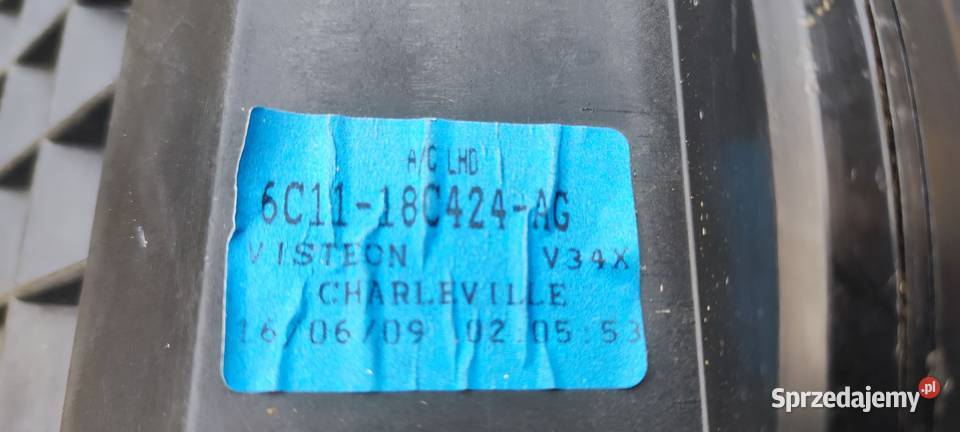 A/C LHD
6C11-18C424-AG
VISTEON V34X
CHARLEVILLE
16/06/09 02:05:53
Sprzedajemy.pl